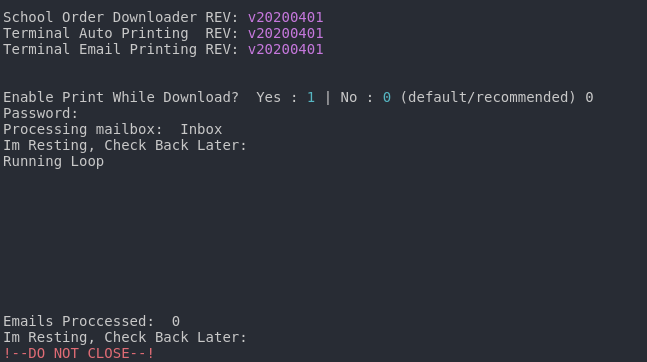 School Order Downloader REV: v20200401
Terminal Auto Printing  REV: v20200401
Terminal Email Printing REV: v20200401
Enable Print While Download?  Yes : 1 | No : 0 (default/recommended) 0
Password:
Processing mailbox:  Inbox
Im Resting, Check Back Later:
Running Loop
Emails Proccessed:  0
Im Resting, Check Back Later:
!--DO NOT CLOSE--!